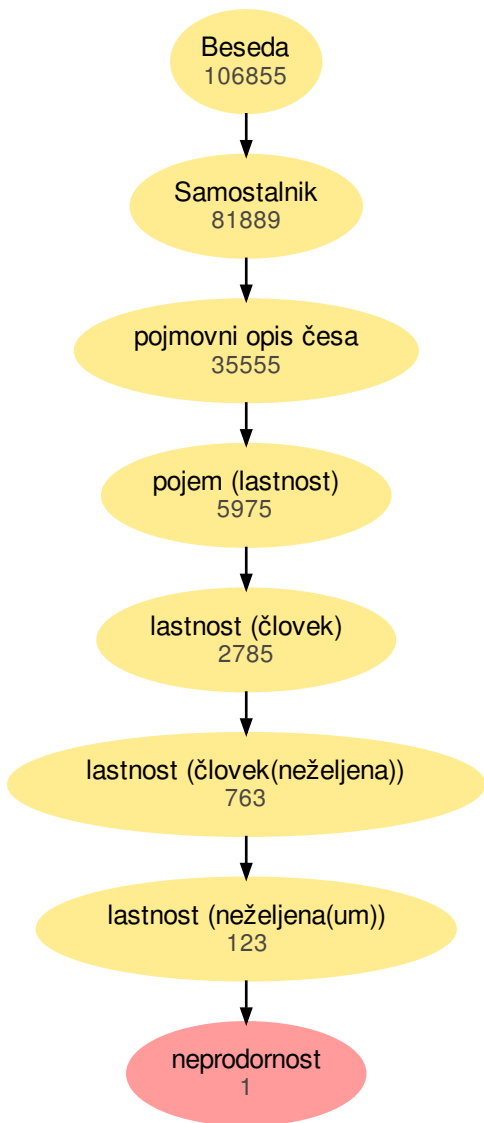 Beseda
106855
Samostalnik
81889
pojmovni opis česa
35555
pojem (lastnost)
5975
lastnost (človek)
2785
lastnost (človek(neželjena))
763
lastnost (neželjena(um))
123
neprodornost
1